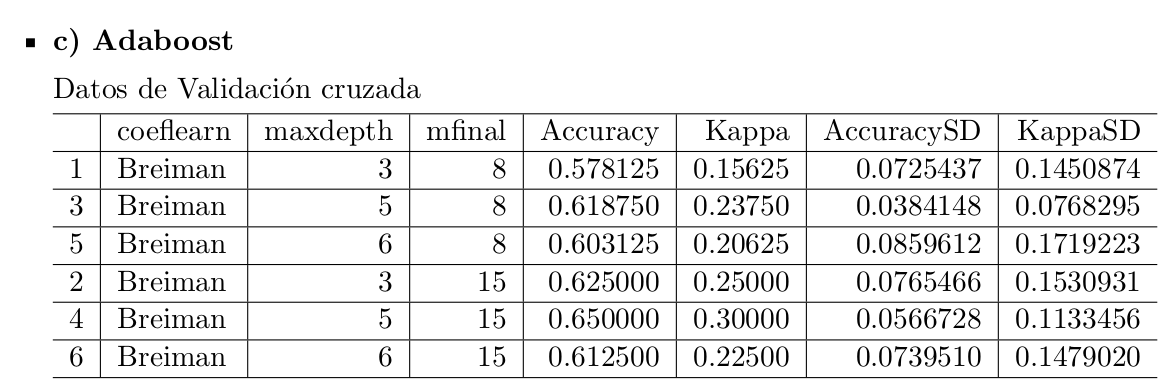 ▪ c) Adaboost
Datos de Validación cruzada
coeflearn maxdepth mfinal Accuracy Kappa AccuracySD KappaSD
1 Breiman 3 8 0.578125 0.15625 0.0725437 0.1450874
3 Breiman 5 8 0.618750 0.23750 0.0384148 0.0768295
5 Breiman 6 8 0.603125 0.20625 0.0859612 0.1719223
2 Breiman 3 15 0.625000 0.25000 0.0765466 0.1530931
4 Breiman 5 15 0.650000 0.30000 0.0566728 0.1133456
6 Breiman 6 15 0.612500 0.22500 0.0739510 0.1479020